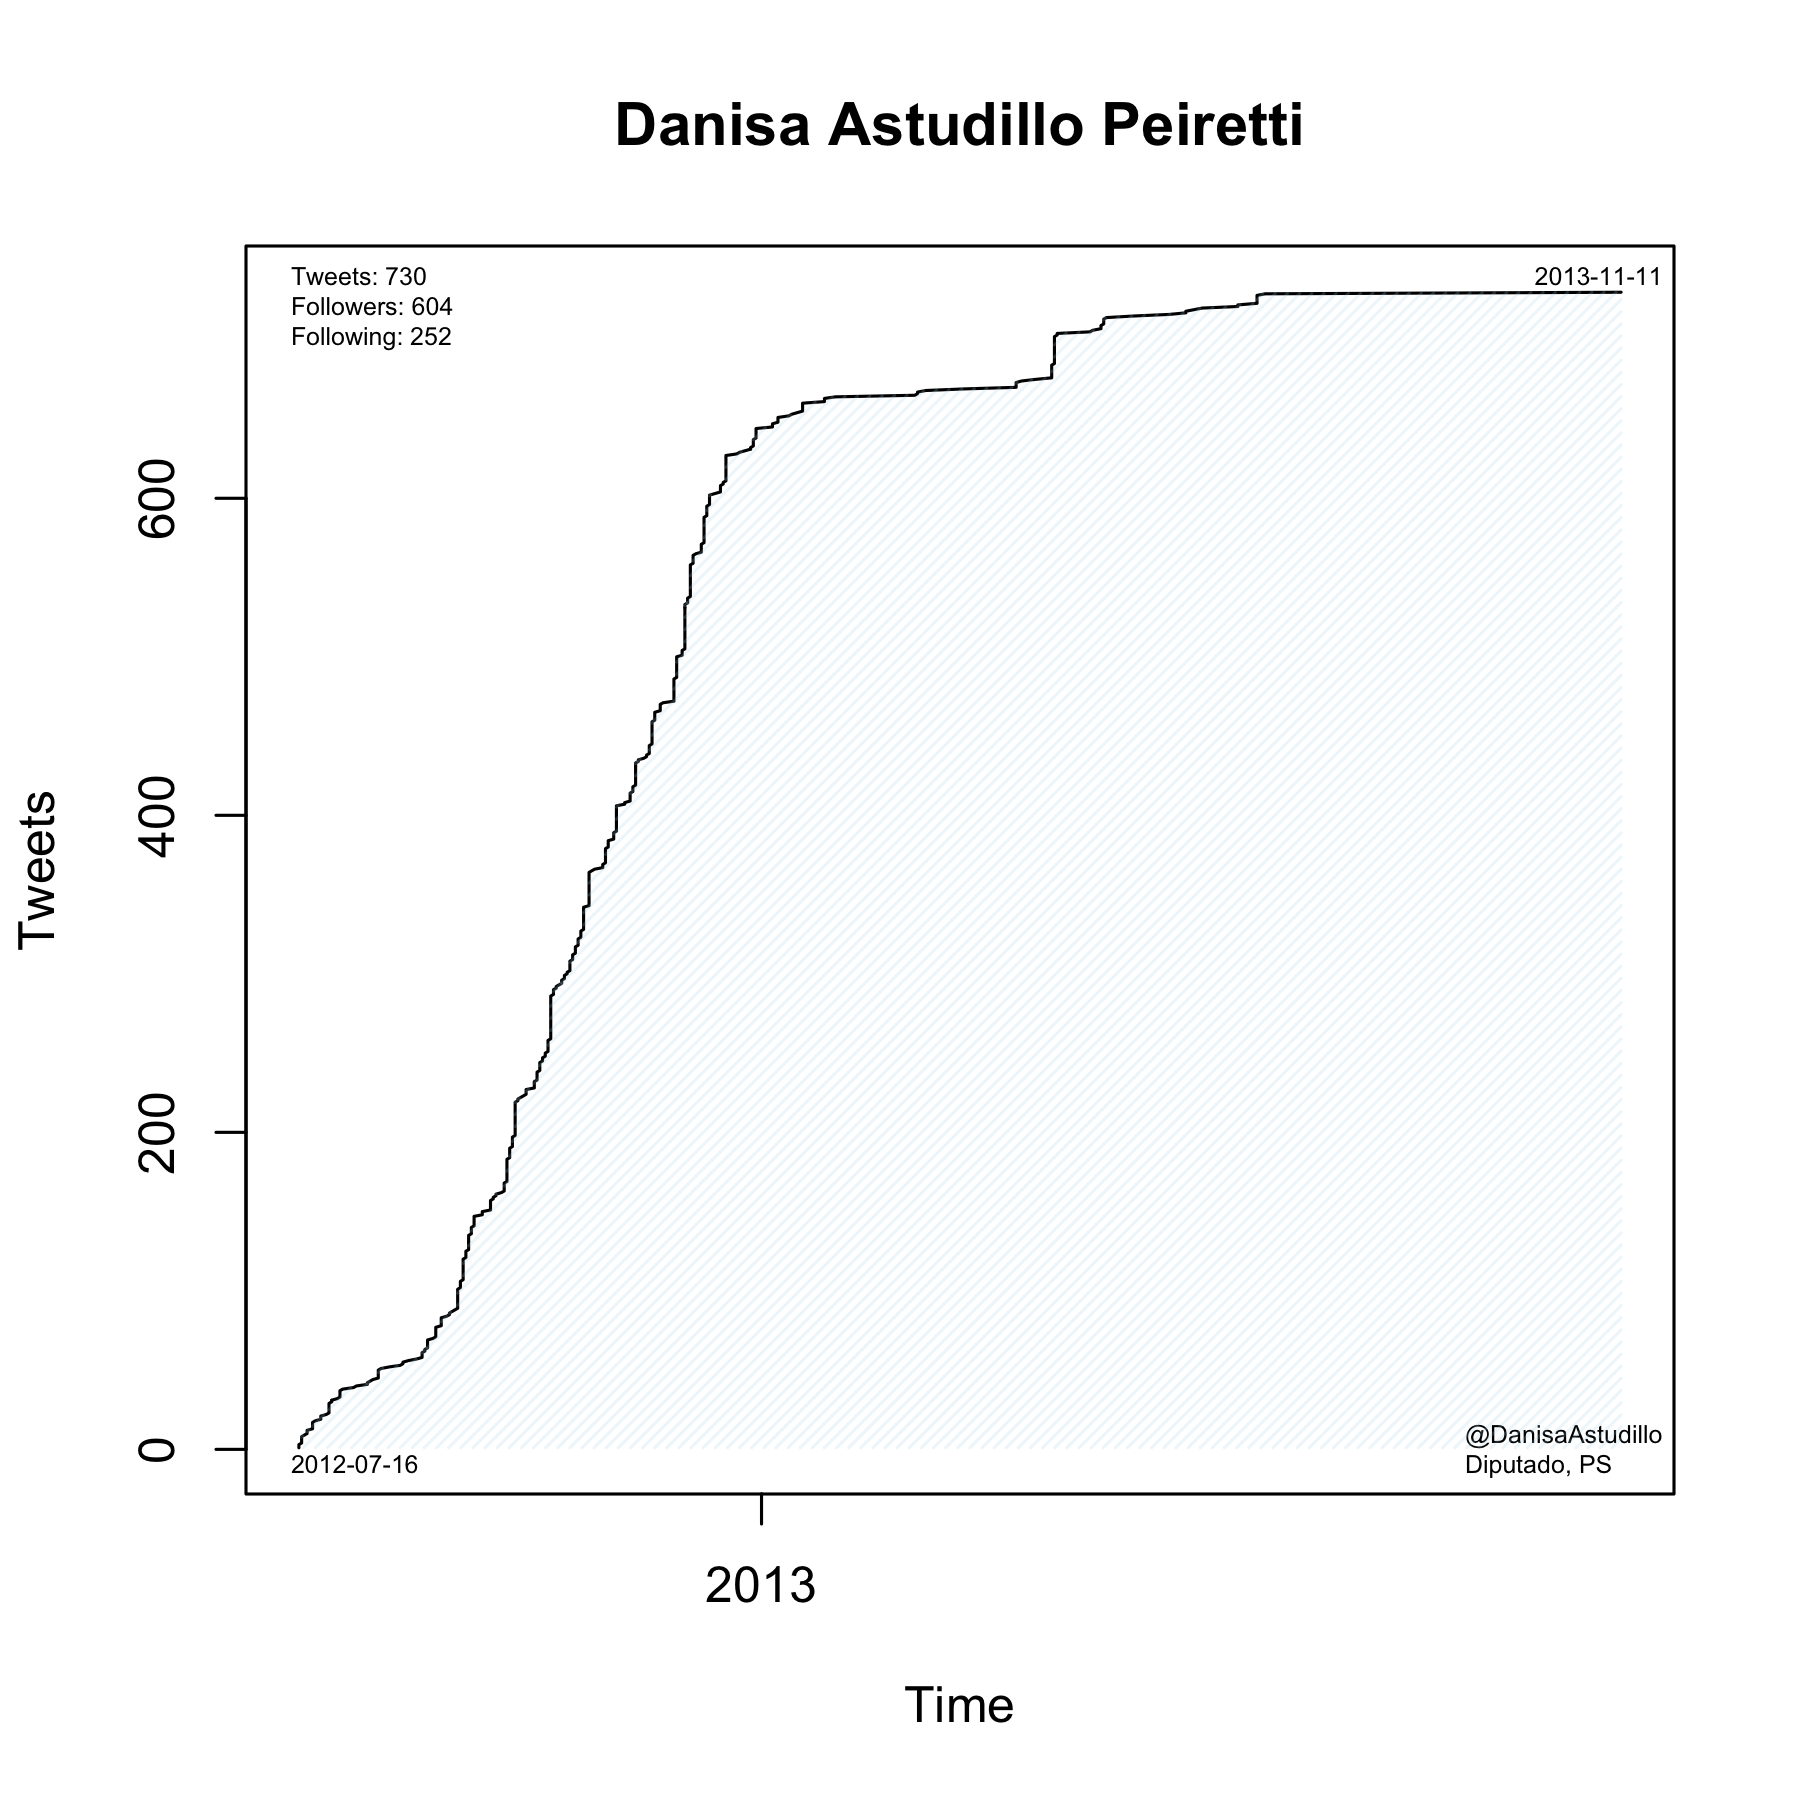 Danisa Astudillo Peiretti
Tweets: 730
Followers: 604
Following: 252
2013-11-11
600
400
200
0
Tweets
2012-07-16
@DanisaAstudillo
Diputado, PS
2013
Time